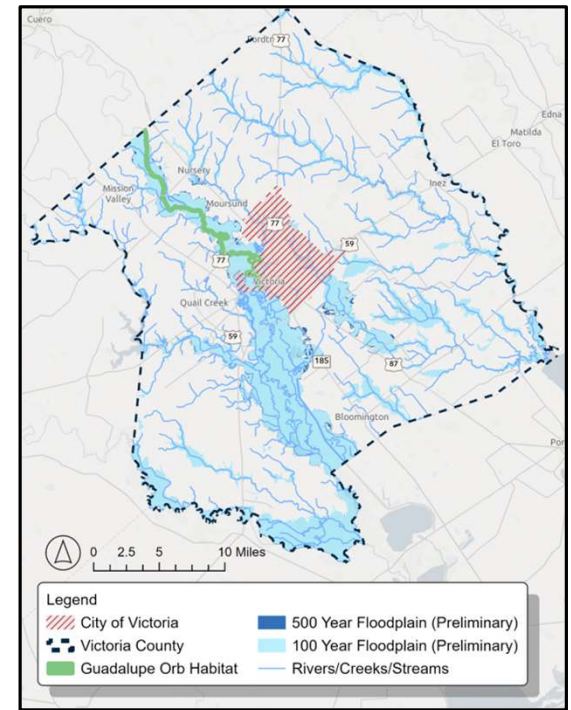 Cuero
Fordtr
77
Edna
Matilda
El Toro
Nursery
Inez
Mission
Valley
Moursund
77
59
77
Victoria
Quail Creek
59
185
87
Bloomington
Por
0 2.5 5 10 Miles
Legend
City of Victoria
Victoria County
Guadalupe Orb Habitat
500 Year Floodplain (Preliminary)
100 Year Floodplain (Preliminary)
Rivers/Creeks/Streams